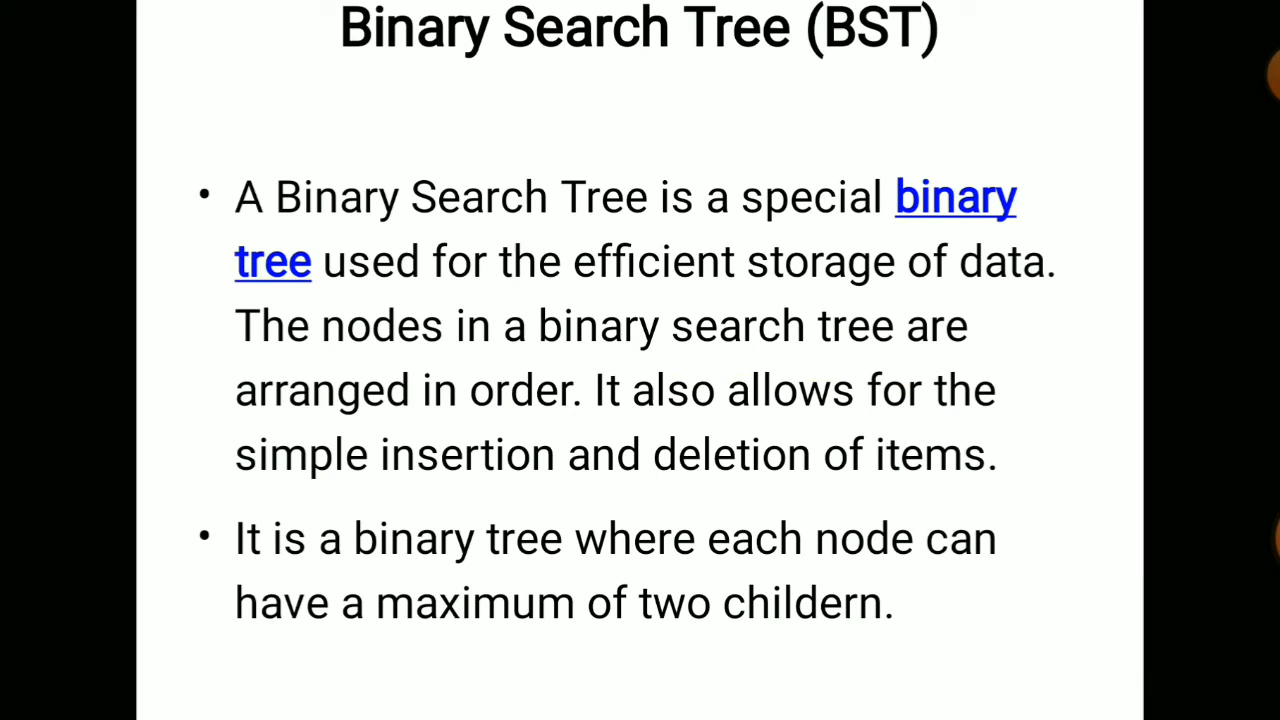 Binary Search Tree (BST)
• A Binary Search Tree is a special binary
tree used for the efficient storage of data.
The nodes in a binary search tree are
arranged in order. It also allows for the
simple insertion and deletion of items.
• It is a binary tree where each node can
have a maximum of two childern.